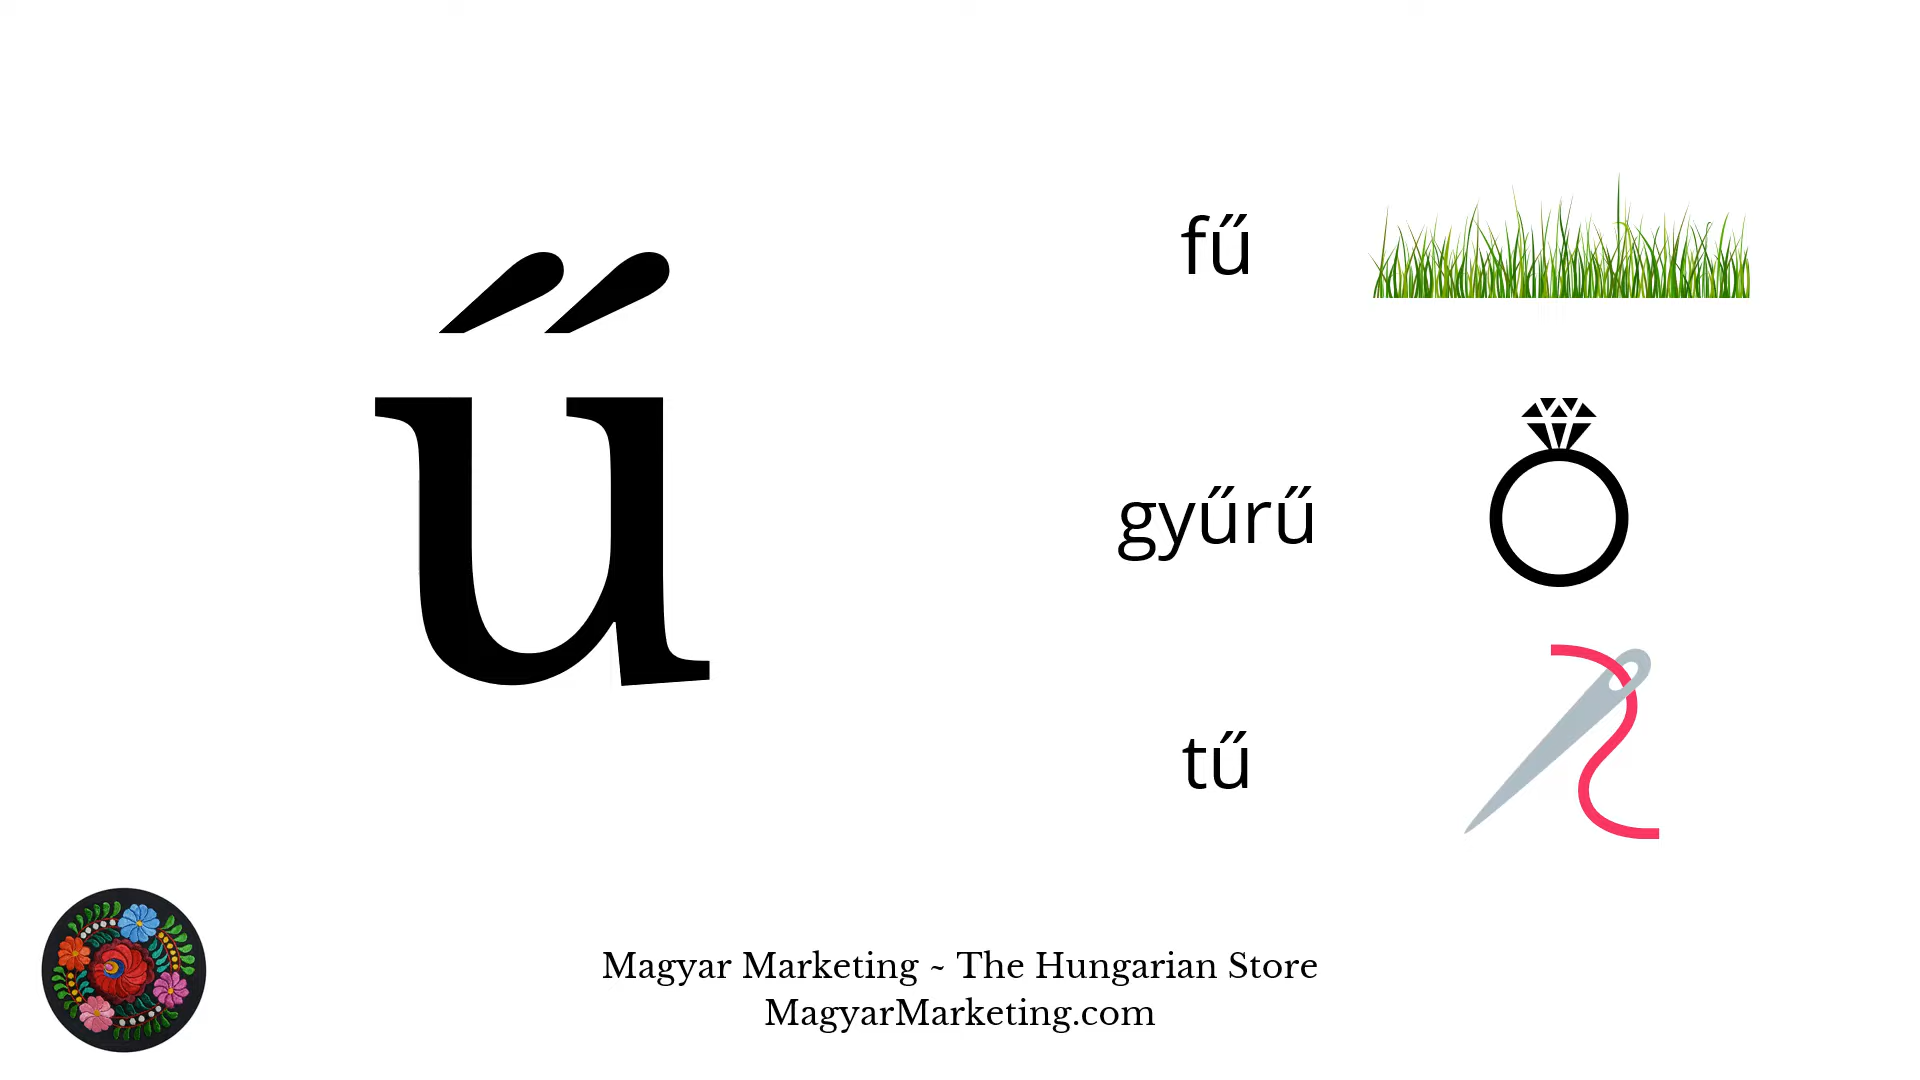 ű
fű
gyűrű
tű
Magyar Marketing ~ The Hungarian Store
MagyarMarketing.com